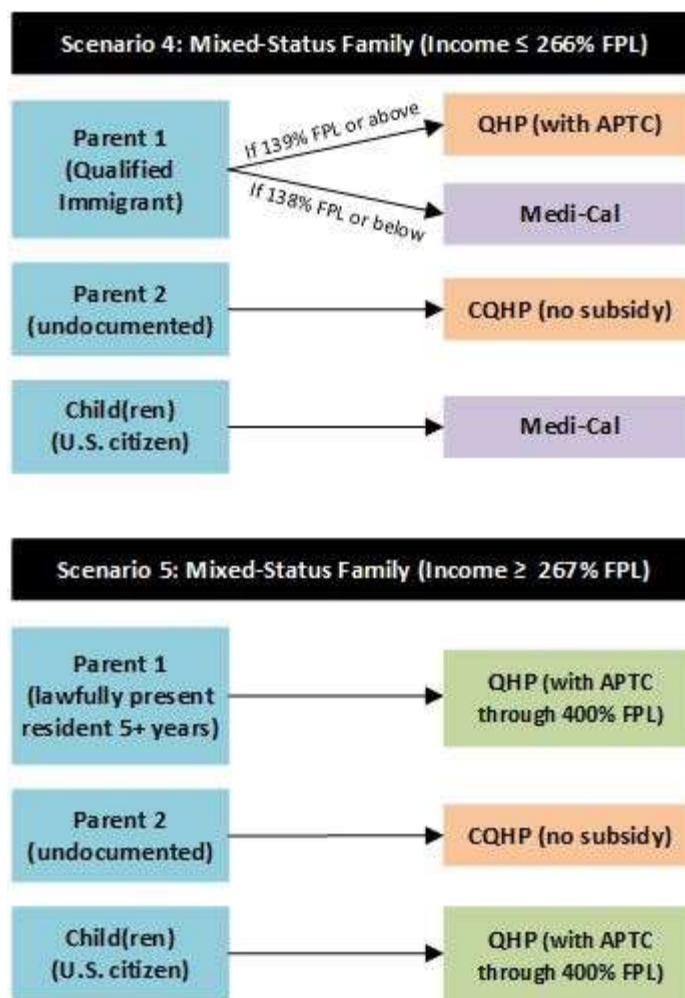 Scenario 4: Mixed-Status Family (Income ≤ 266% FPL)
Parent 1
(Qualified
Immigrant)
If 139% FPL or above
If 138% FPL or below
QHP (with APTC)
Medi-Cal
Parent 2
(undocumented)
CQHP (no subsidy)
Child(ren)
(U.S. citizen)
Medi-Cal
Scenario 5: Mixed-Status Family (Income ≥ 267% FPL)
Parent 1
(lawfully present
resident 5+ years)
QHP (with APTC
through 400% FPL)
Parent 2
(undocumented)
CQHP (no subsidy)
Child(ren)
(U.S. citizen)
QHP (with APTC
through 400% FPL)